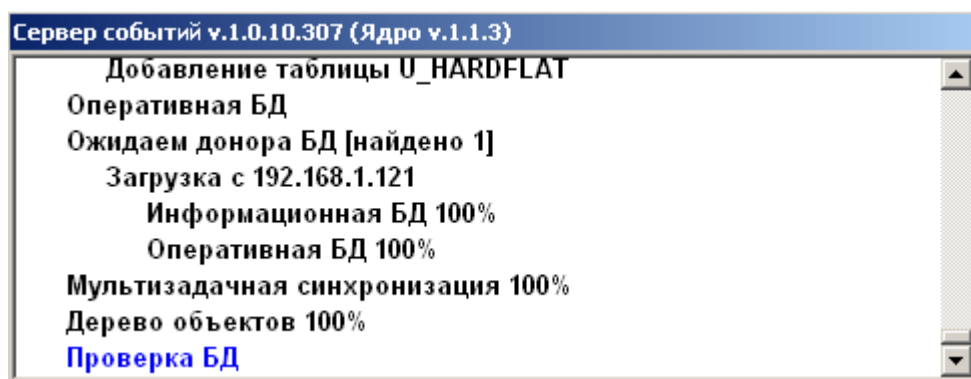 Сервер событий v.1.0.10.307 (Ядро v.1.1.3)
Добавление таблицы U_HARDFLAT
Оперативная БД
Ожидаем донора БД [найдено 1]
Загрузка с 192.168.1.121
Информационная БД 100%
Оперативная БД 100%
Мультизадачная синхронизация 100%
Дерево объектов 100%
Проверка БД